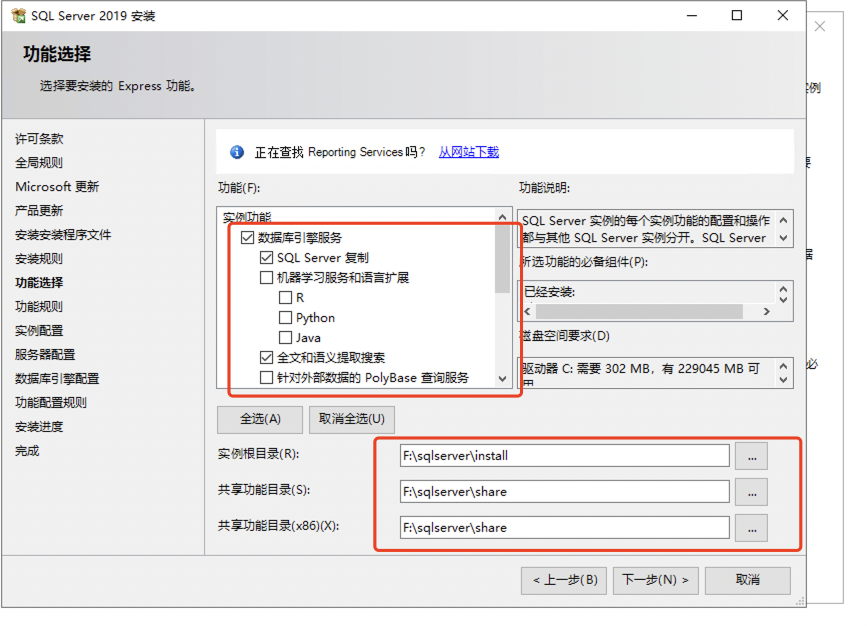 SQL Server 2019 安装
功能选择
选择要安装的 Express 功能。
实例
要
据
必
许可条款
全局规则
Microsoft 更新
产品更新
安装安装程序文件
安装规则
功能选择
功能规则
实例配置
服务器配置
数据库引擎配置
功能配置规则
安装进度
完成
正在查找 Reporting Services 吗? 从网站下载
功能(F):
实例功能
数据库引擎服务
SQL Server 复制
机器学习服务和语言扩展
R
Python
Java
全文和语义提取搜索
针对外部数据的 PolyBase 查询服务
功能说明:
SQL Server 实例的每个实例功能的配置和操作
都与其他 SQL Server 实例分开。SQL Server
所选功能的必备组件(P):
已经安装:
磁盘空间要求(D)
驱动器 C: 需要 302 MB，有 229045 MB 可
用
全选(A)
取消全选(U)
实例根目录(R):
F:\sqlserver\install
...
共享功能目录(S):
F:\sqlserver\share
...
共享功能目录(x86)(X):
F:\sqlserver\share
...
< 上一步(B)
下一步(N) >
取消